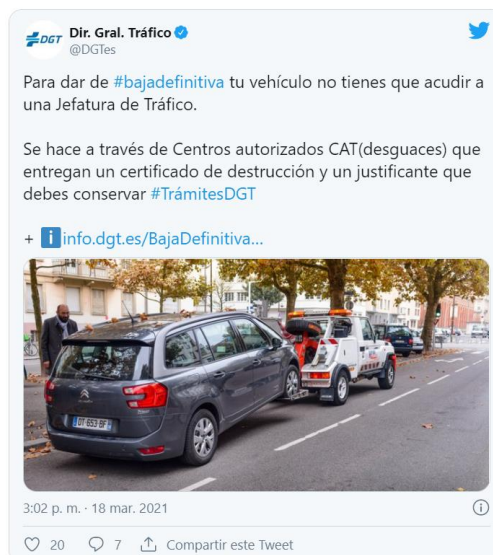 DGT
Dir. Gral. Tráfico
@DGTes
Para dar de #bajadefinitiva tu vehículo no tienes que acudir a
una Jefatura de Tráfico.
Se hace a través de Centros autorizados CAT(desguaces) que
entregan un certificado de destrucción y un justificante que
debes conservar #TrámitesDGT
+ ℹ️info.dgt.es/BajaDefinitiva...
DT 653 BF
3:02 p. m. · 18 mar. 2021
20 7 Compartir este Tweet